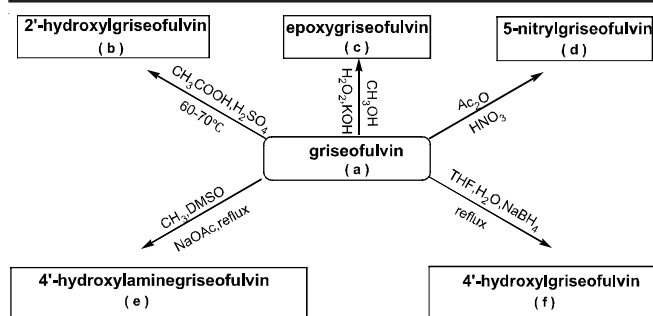 2'-hydroxylgriseofulvin
( b )
epoxygriseofulvin
( c )
5-nitrylgriseofulvin
( d )
CH3COOH,H2SO4
60-70℃
H2O2,KOH
CH3OH
Ac2O
HNO3
griseofulvin
( a )
CH3,DMSO
NaOAc,reflux
THF,H2O,NaBH4
reflux
4'-hydroxylaminegriseofulvin
( e )
4'-hydroxylgriseofulvin
( f )